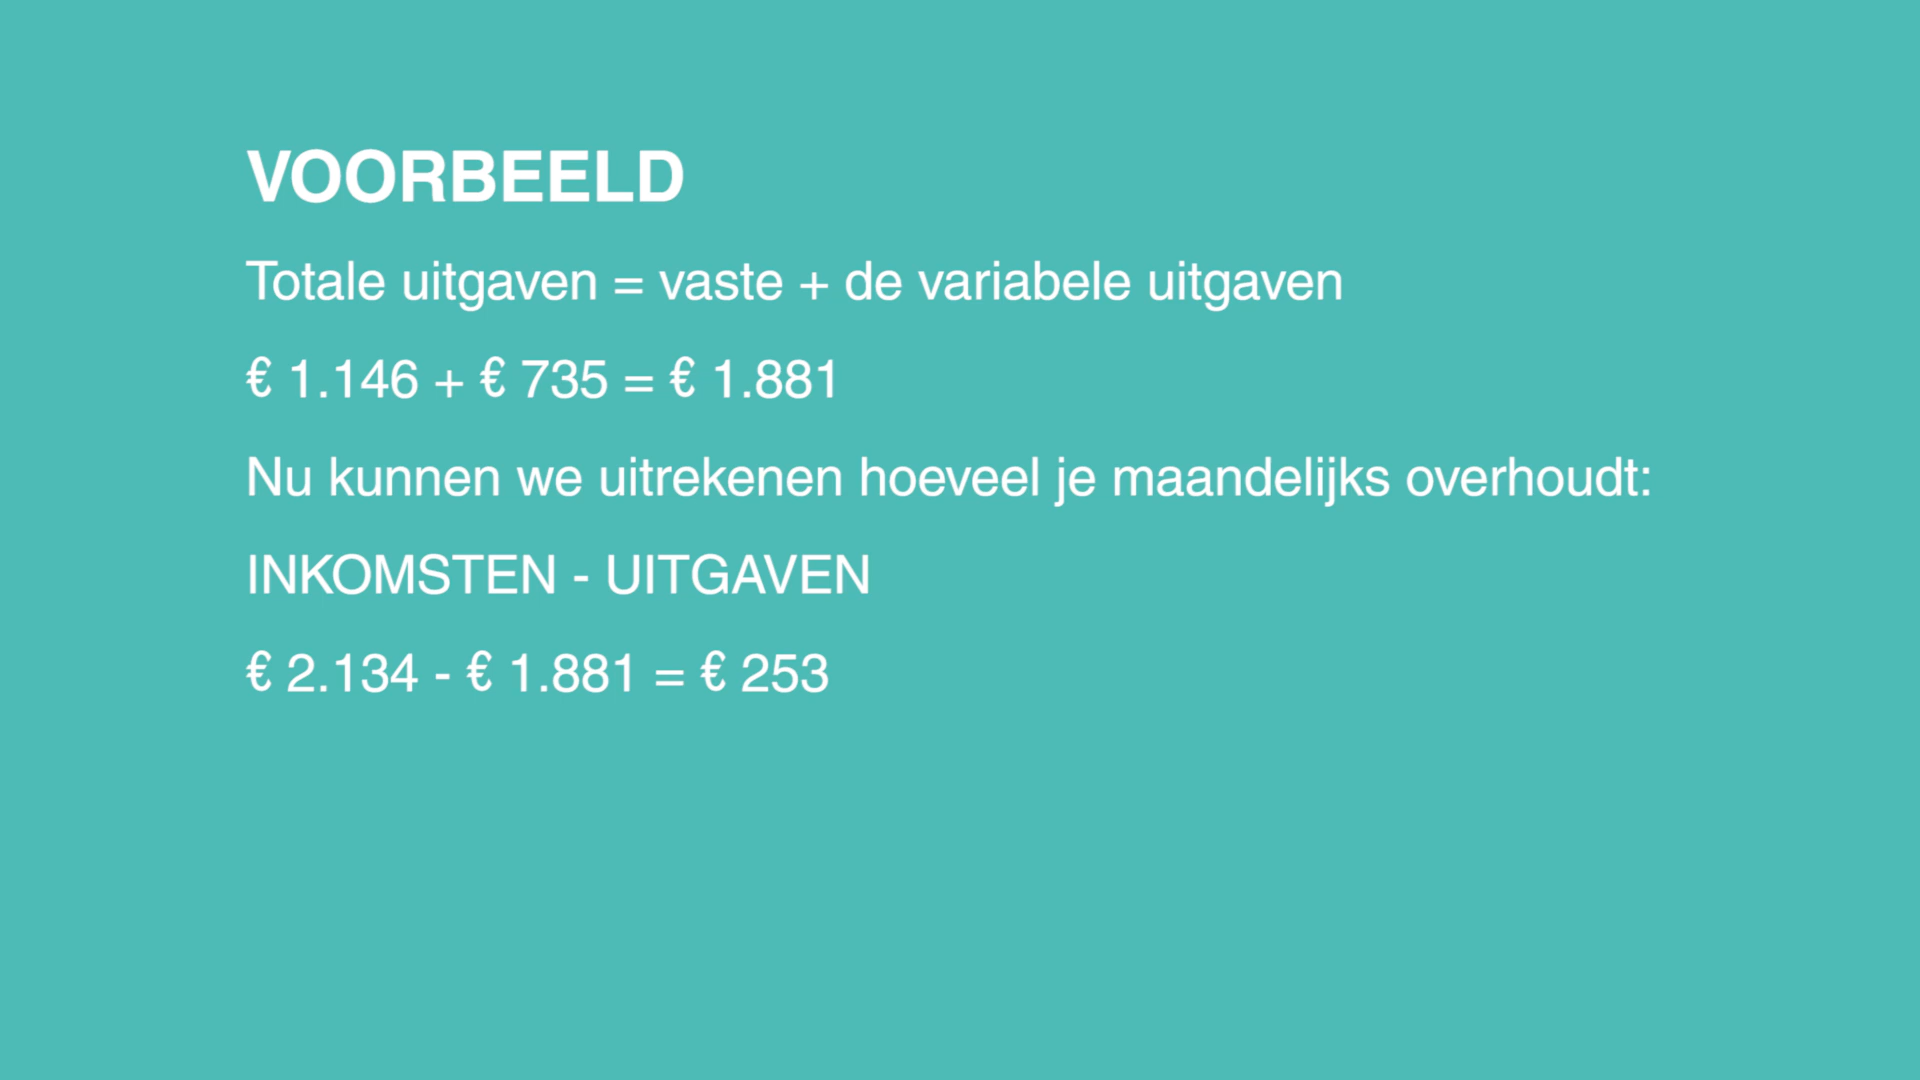 VOORBEELD
Totale uitgaven = vaste + de variabele uitgaven
€ 1.146 + € 735 = € 1.881
Nu kunnen we uitrekenen hoeveel je maandelijks overhoudt:
INKOMSTEN - UITGAVEN
€ 2.134 - € 1.881 = € 253